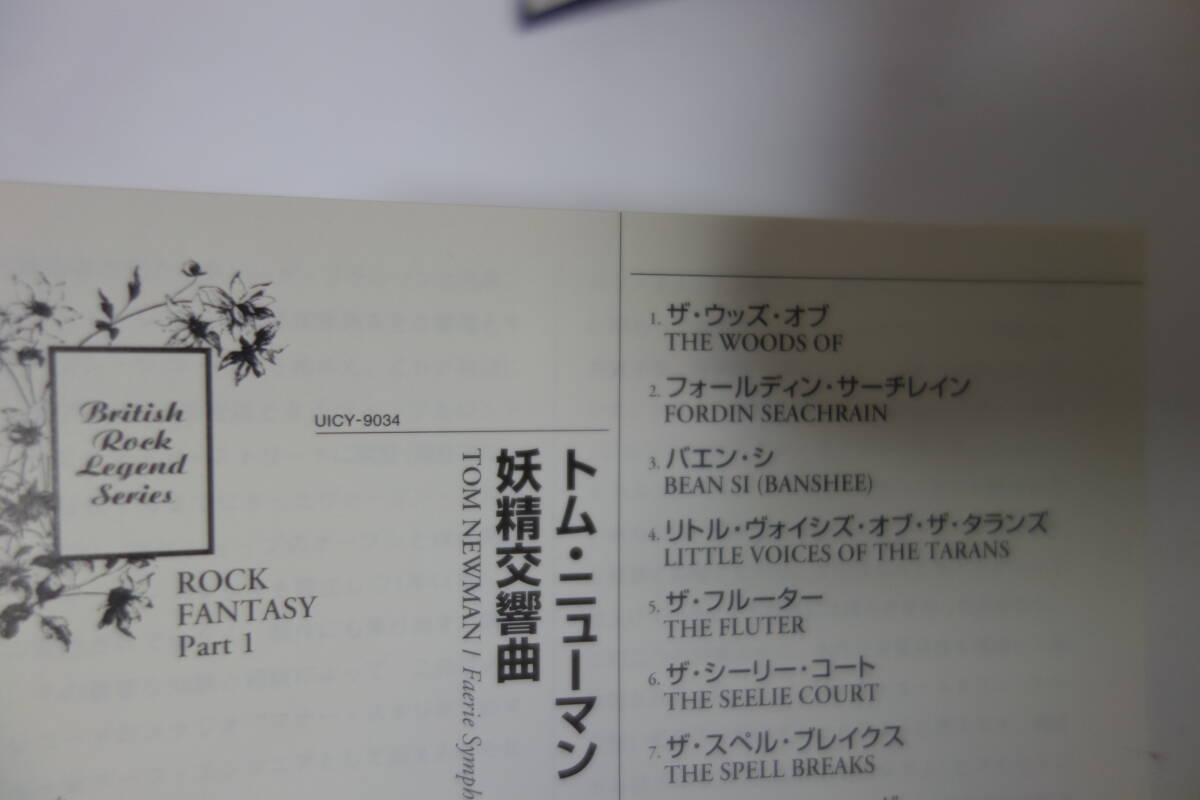 British
Rock
Legend
Series
ROCK
FANTASY
Part 1
UICY-9034
トム・ニューマン
妖精交響曲
TOM NEWMAN / Faerie Symph
1. ザ・ウッズ・オブ
THE WOODS OF
2. フォールディン・サーチレイン
FORDIN SEACHRAIN
3. バエン・シ
BEAN SI (BANSHEE)
4. リトル・ヴォイシズ・オブ・ザ・タランズ
LITTLE VOICES OF THE TARANS
5. ザ・フルーター
THE FLUTER
6. ザ・シーリー・コート
THE SEELIE COURT
7. ザ・スペル・ブレイクス
THE SPELL BREAKS